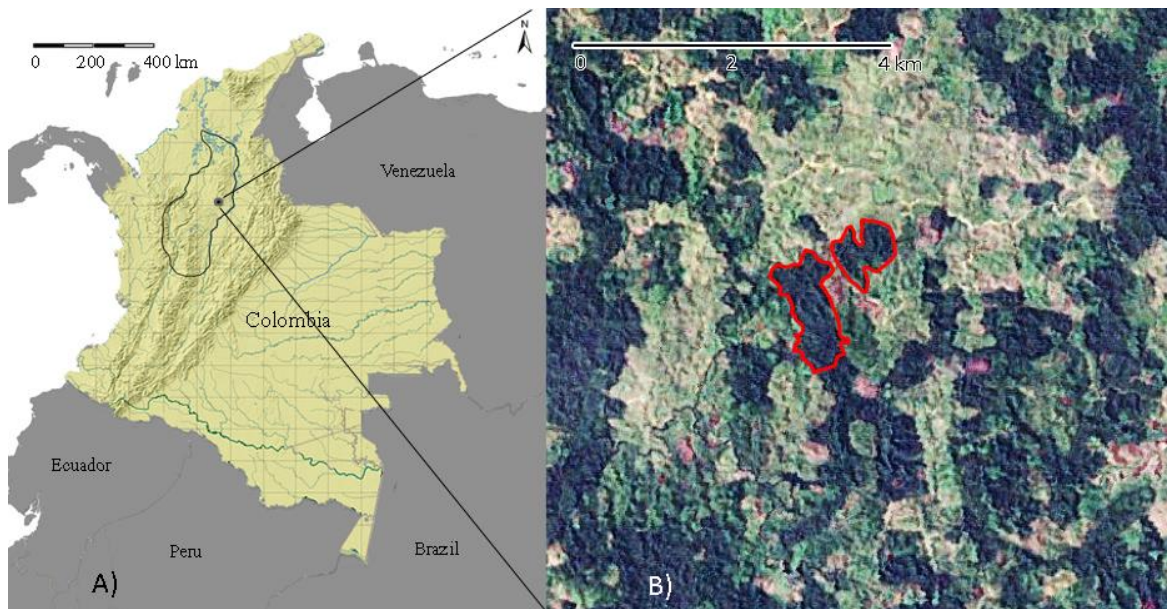 N
0 200 400 km
Venezuela
Colombia
Ecuador
Peru
Brazil
A)
0 2 4 km
B)